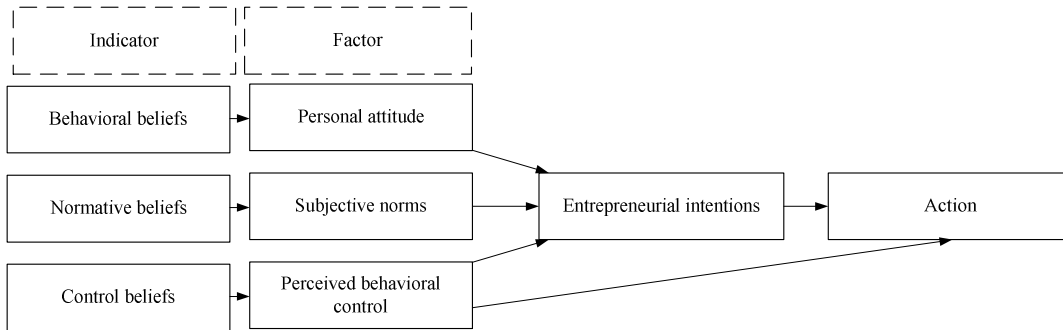 Indicator
Factor
Behavioral beliefs
Personal attitude
Normative beliefs
Subjective norms
Entrepreneurial intentions
Action
Control beliefs
Perceived behavioral
control